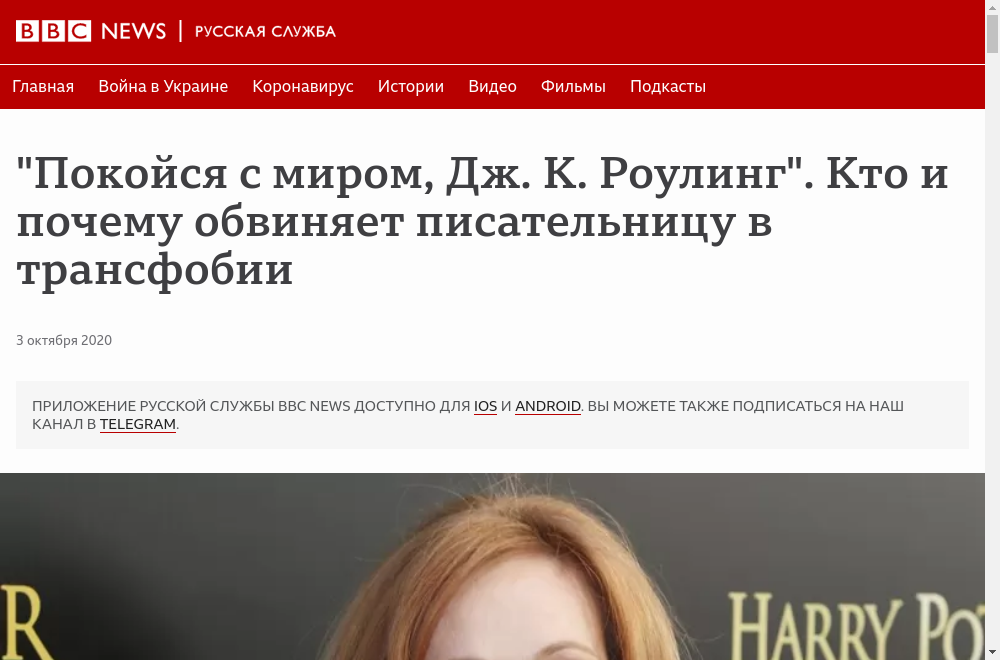 BBC NEWS | РУССКАЯ СЛУЖБА
Главная Война в Украине Коронавирус Истории Видео Фильмы Подкасты
"Покойся с миром, Дж. К. Роулинг". Кто и
почему обвиняет писательницу в
трансфобии
3 октября 2020
ПРИЛОЖЕНИЕ РУССКОЙ СЛУЖБЫ BBC NEWS ДОСТУПНО ДЛЯ IOS И ANDROID. ВЫ МОЖЕТЕ ТАКЖЕ ПОДПИСАТЬСЯ НА НАШ
КАНАЛ В TELEGRAM.
R HARRY PO